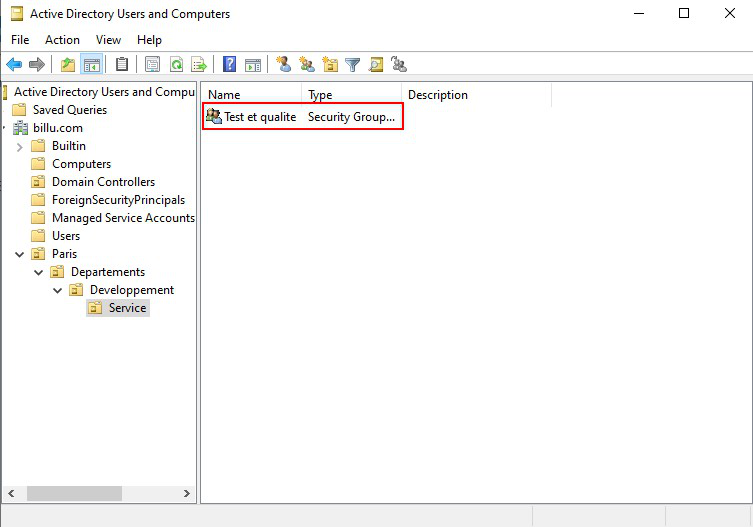 Active Directory Users and Computers
File Action View Help
Active Directory Users and Compu
Saved Queries
billu.com
Builtin
Computers
Domain Controllers
ForeignSecurityPrincipals
Managed Service Accounts
Users
Paris
Departements
Developpement
Service
Name Type Description
Test et qualite Security Group...